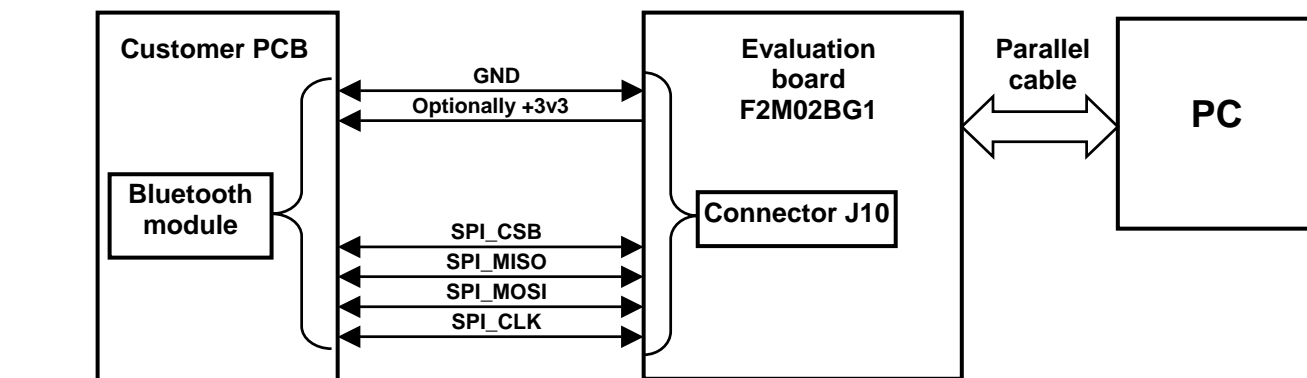 Customer PCB
Bluetooth
module
GND
Optionally +3v3
SPI_CSB
SPI_MISO
SPI_MOSI
SPI_CLK
Evaluation
board
F2M02BG1
Connector J10
Parallel
cable
PC